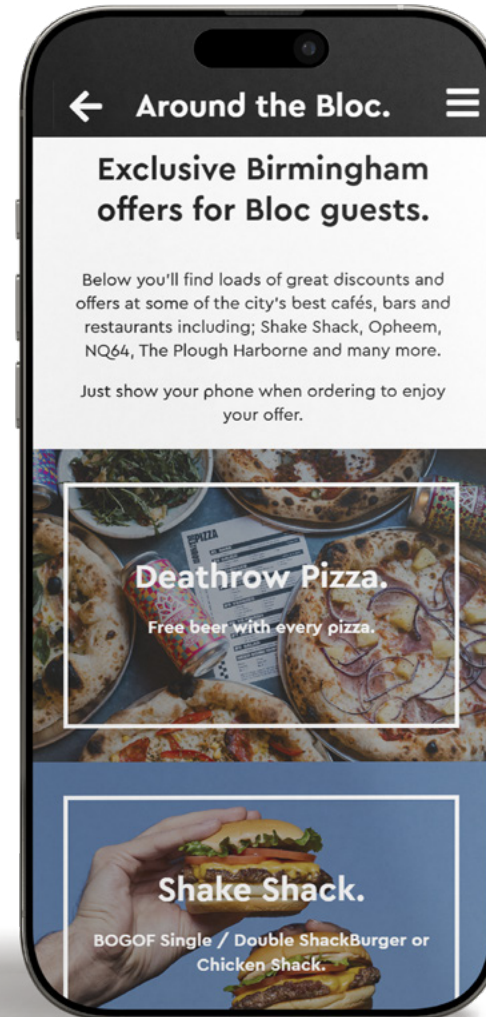 Around the Bloc.
Exclusive Birmingham
offers for Bloc guests.
Below you'll find loads of great discounts and
offers at some of the city's best cafés, bars and
restaurants including; Shake Shack, Opheem,
NQ64, The Plough Harborne and many more.
Just show your phone when ordering to enjoy
your offer.
PIZZA
Deathrow Pizza.
Free beer with every pizza.
Shake Shack.
BOGOF Single / Double ShackBurger or
Chicken Shack.